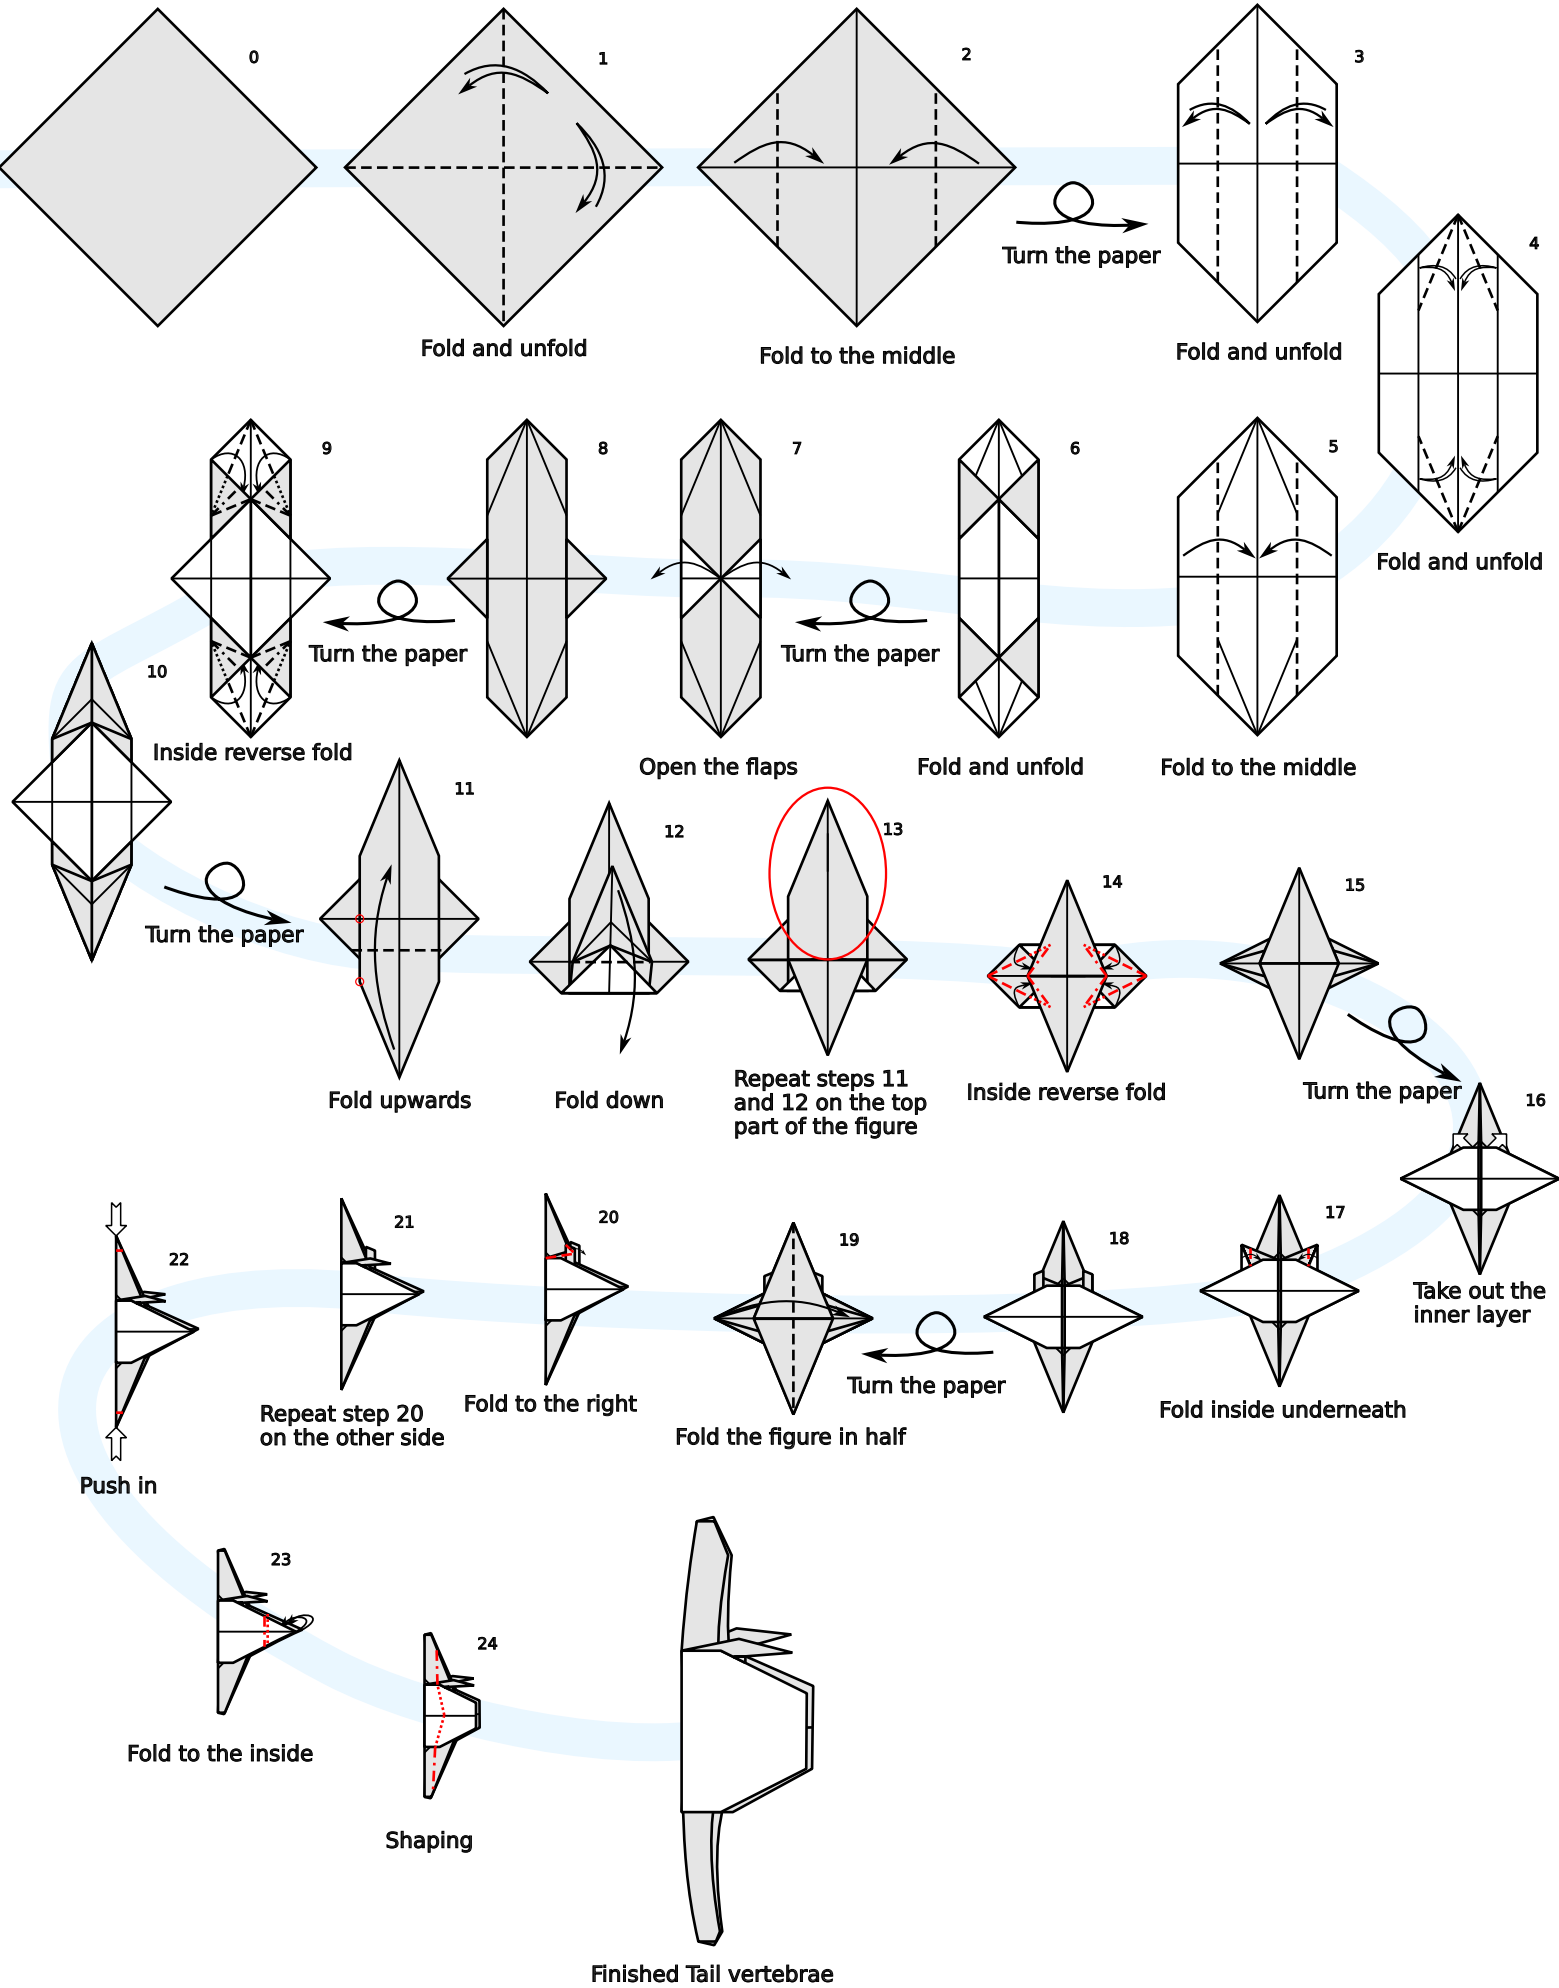 0
1
Fold and unfold
2
Fold to the middle
Turn the paper
3
Fold and unfold
4
Fold and unfold
5
Fold to the middle
6
Fold and unfold
Turn the paper
7
Open the flaps
8
Turn the paper
9
Inside reverse fold
10
Turn the paper
11
Fold upwards
12
Fold down
13
Repeat steps 11
and 12 on the top
part of the figure
14
Inside reverse fold
15
Turn the paper
16
Take out the
inner layer
17
Fold inside underneath
18
Turn the paper
19
Fold the figure in half
20
Fold to the right
21
Repeat step 20
on the other side
22
Push in
23
Fold to the inside
24
Shaping
Finished Tail vertebrae